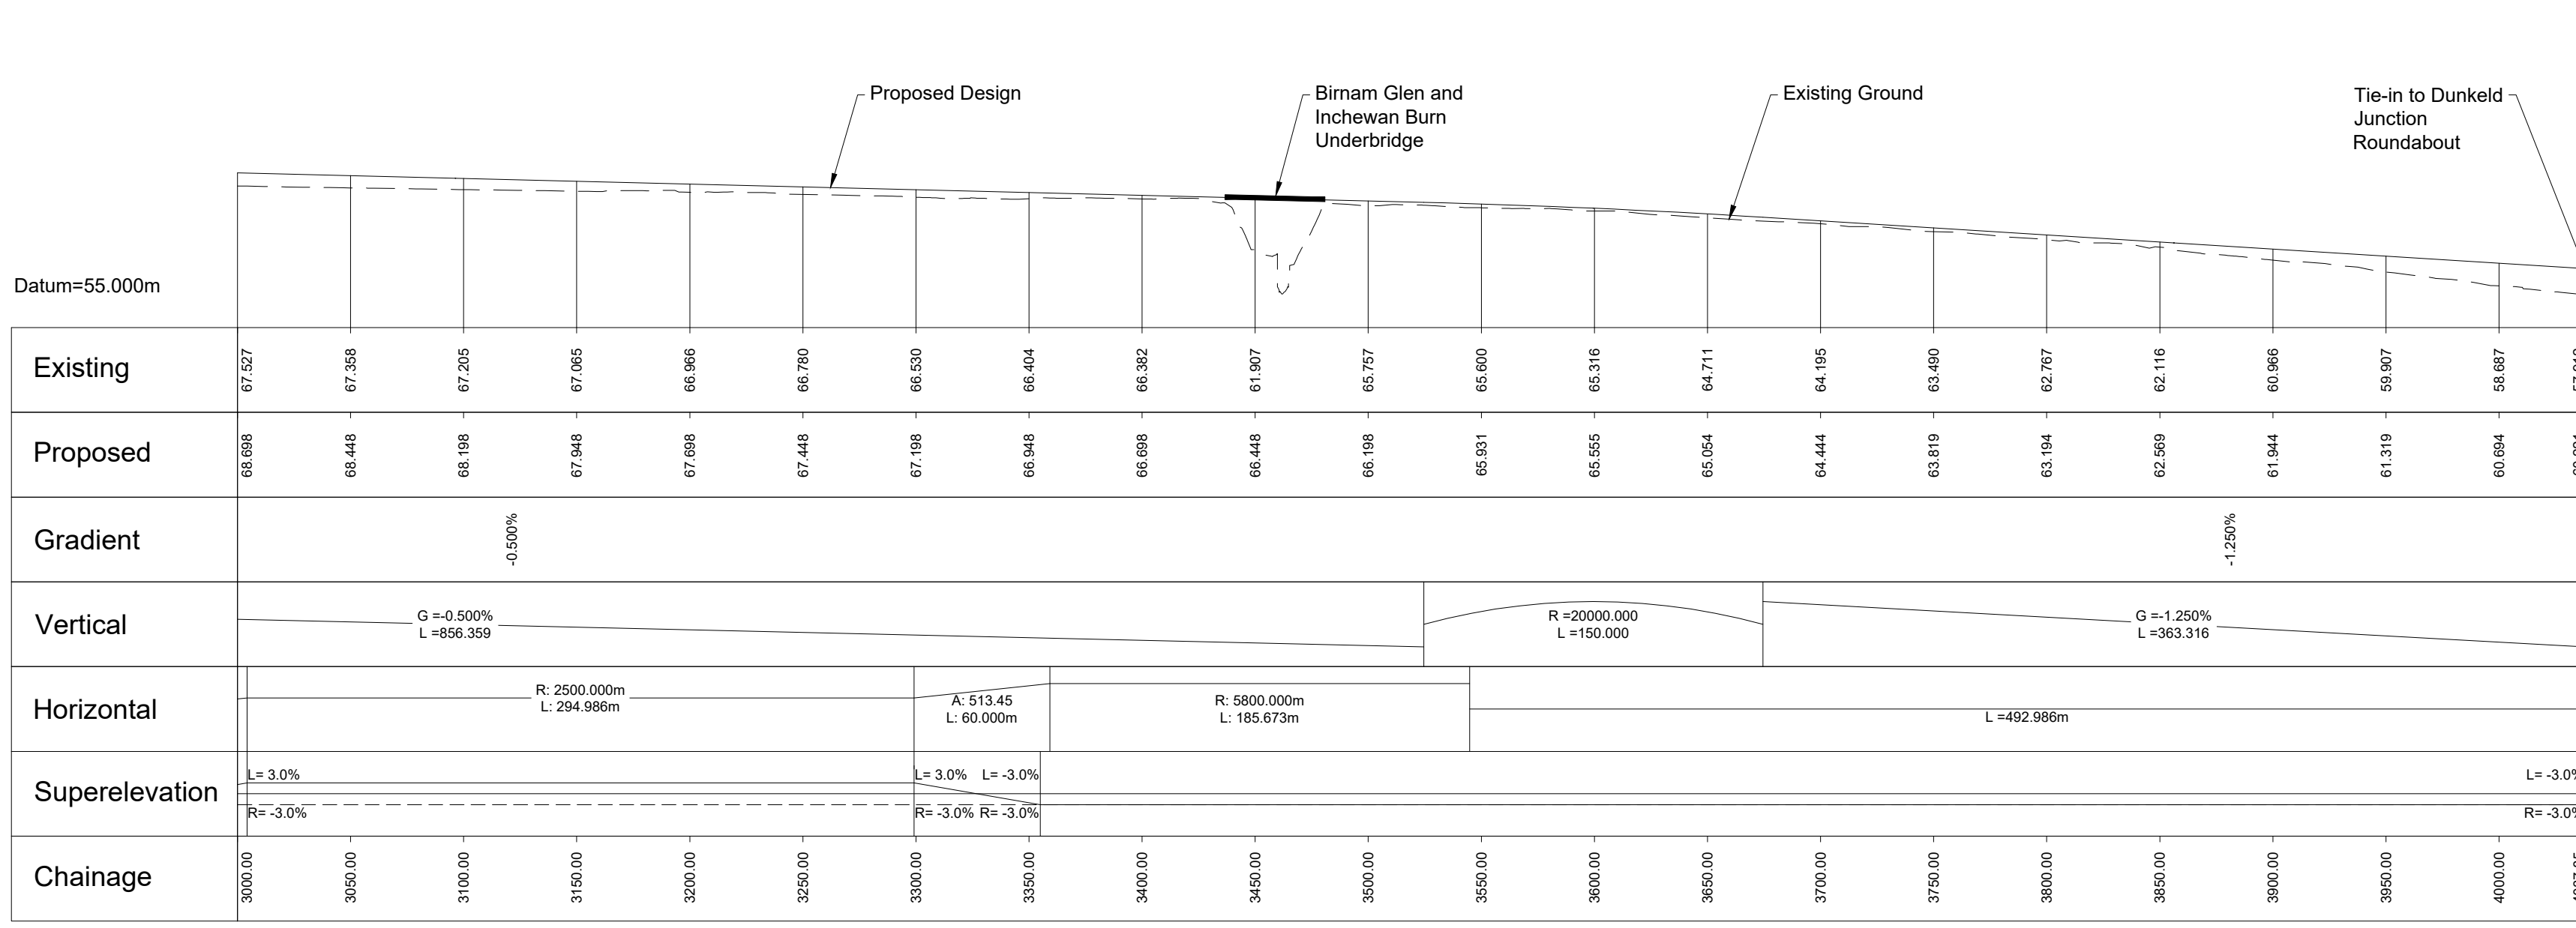 Proposed Design
Birnam Glen and
Inchewan Burn
Underbridge
Existing Ground
Tie-in to Dunkeld
Junction
Roundabout
Datum=55.000m
Existing
67.527 67.358 67.205 67.065 66.966 66.780 66.530 66.404 66.382 61.907 65.757 65.600 65.316 64.711 64.195 63.490 62.767 62.116 60.966 59.907 58.687
Proposed
68.698 68.448 68.198 67.948 67.698 67.448 67.198 66.948 66.698 66.448 66.198 65.931 65.555 65.054 64.444 63.819 63.194 62.569 61.944 61.319 60.694
Gradient
-0.500% -1.250%
Vertical
G =-0.500%
L =856.359
R =20000.000
L =150.000
G =-1.250%
L =363.316
Horizontal
R: 2500.000m
L: 294.986m
A: 513.45
L: 60.000m
R: 5800.000m
L: 185.673m
L =492.986m
Superelevation
L= 3.0% L= 3.0% L= -3.0% L= -3.0%
R= -3.0% R= -3.0% R= -3.0% R= -3.0%
Chainage
3000.00 3050.00 3100.00 3150.00 3200.00 3250.00 3300.00 3350.00 3400.00 3450.00 3500.00 3550.00 3600.00 3650.00 3700.00 3750.00 3800.00 3850.00 3900.00 3950.00 4000.00